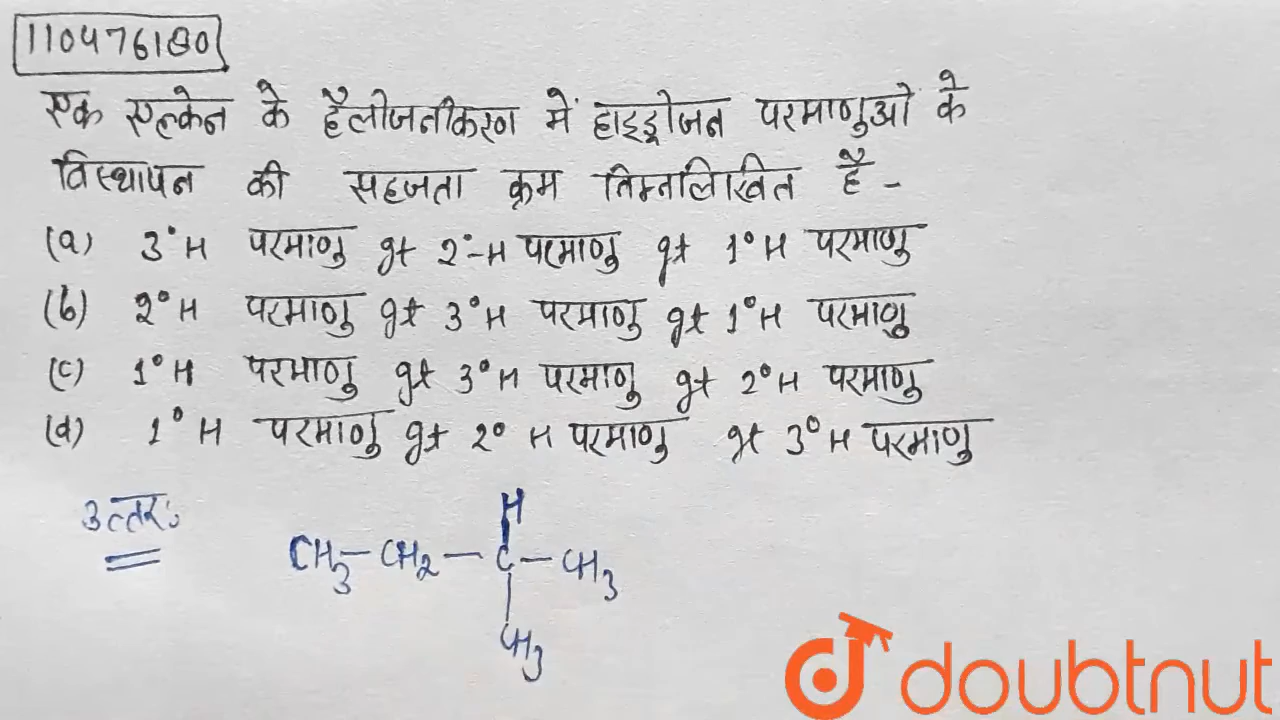 110476180
एक एल्केन के हैलोजनीकरण में हाइड्रोजन परमाणुओं के
विस्थापन की सहजता क्रम निम्नलिखित है -
(a) 3°H परमाणु gt 2°-H परमाणु gt 1°H परमाणु
(b) 2°H परमाणु gt 3°H परमाणु gt 1°H परमाणु
(c) 1°H परमाणु gt 3°H परमाणु gt 2°H परमाणु
(d) 1°H परमाणु gt 2°H परमाणु gt 3°H परमाणु
उत्तर:
H
CH3-CH2-C-CH3
CH3
doubtnut